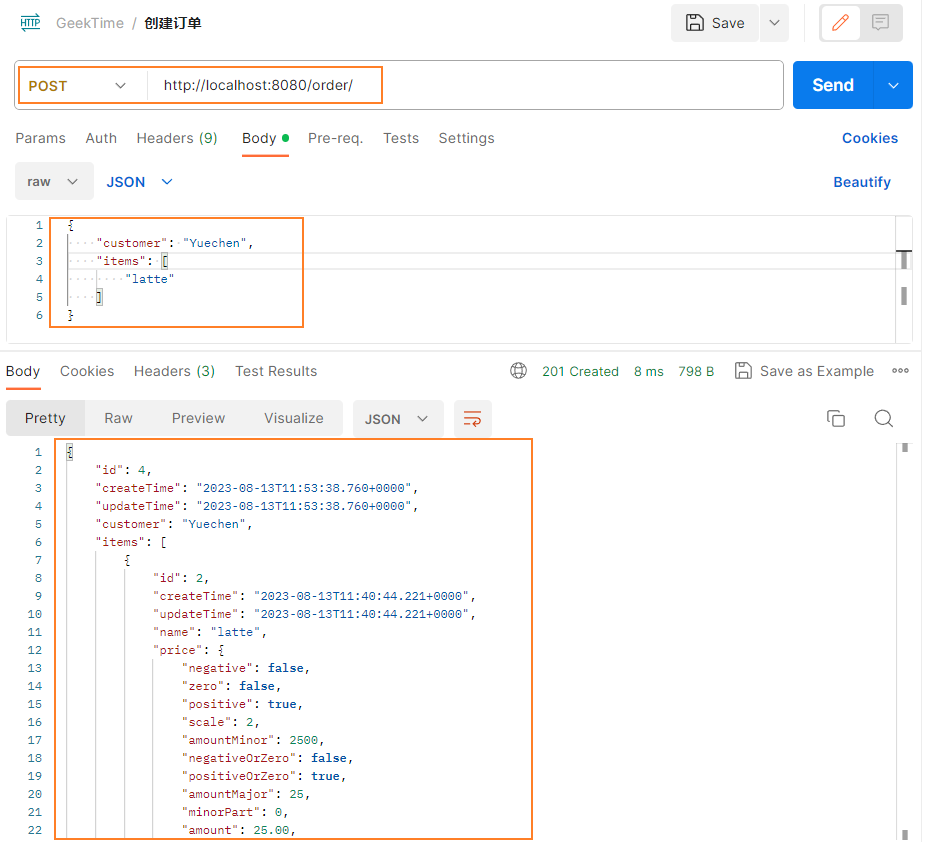 HTTP GeekTime / 创建订单 Save
POST http://localhost:8080/order/ Send
Params Auth Headers (9) Body Pre-req. Tests Settings Cookies
raw JSON Beautify
1 {
2 "customer": "Yuechen",
3 "items": [
4 "latte"
5 ]
6 }
Body Cookies Headers (3) Test Results 201 Created 8 ms 798 B Save as Example
Pretty Raw Preview Visualize JSON
1 {
2 "id": 4,
3 "createTime": "2023-08-13T11:53:38.760+0000",
4 "updateTime": "2023-08-13T11:53:38.760+0000",
5 "customer": "Yuechen",
6 "items": [
7 {
8 "id": 2,
9 "createTime": "2023-08-13T11:40:44.221+0000",
10 "updateTime": "2023-08-13T11:40:44.221+0000",
11 "name": "latte",
12 "price": {
13 "negative": false,
14 "zero": false,
15 "positive": true,
16 "scale": 2,
17 "amountMinor": 2500,
18 "negativeOrZero": false,
19 "positiveOrZero": true,
20 "amountMajor": 25,
21 "minorPart": 0,
22 "amount": 25.00,